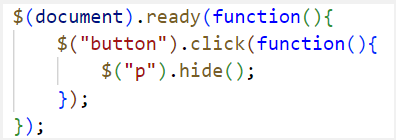 $(document).ready(function(){
    $("button").click(function(){
        $("p").hide();
    });
});